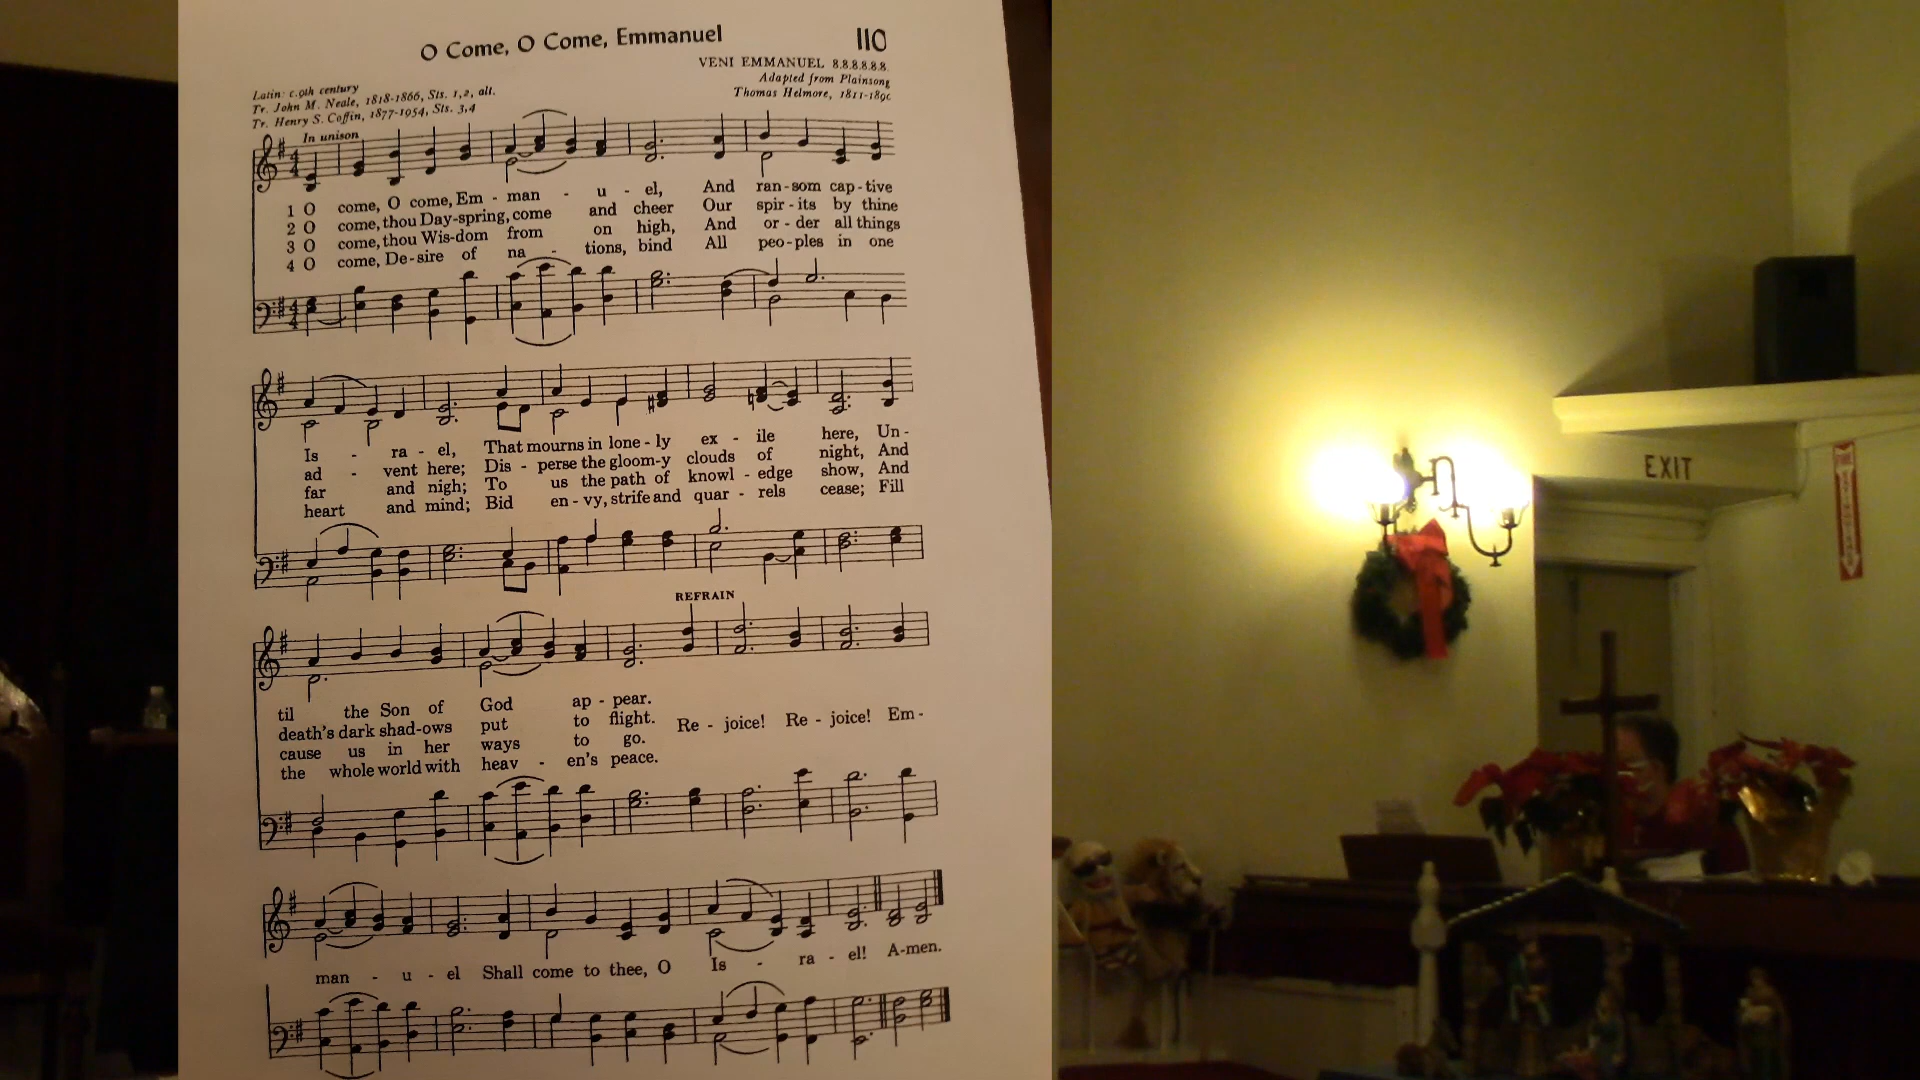 O Come, O Come, Emmanuel 110
VENI EMMANUEL 8.8.8.8.8.8.
Adapted from Plainsong
Thomas Helmore, 1811-1890
Latin: c.9th century
Tr. John M. Neale, 1818-1866, Sts. 1,2, alt.
Tr. Henry S. Coffin, 1877-1954, Sts. 3,4
In unison
1 O come, O come, Em - man - u - el, And ran - som cap - tive
2 O come, thou Day-spring, come and cheer Our spir - its by thine
3 O come, thou Wis-dom from on high, And or - der all things
4 O come, De-sire of na - tions, bind All peo - ples in one
Is - ra - el, That mourns in lone - ly ex - ile here, Un -
ad - vent here; Dis - perse the gloom-y clouds of night, And
far and nigh; To us the path of knowl - edge show, And
heart and mind; Bid en - vy, strife and quar - rels cease; Fill
REFRAIN
til the Son of God ap - pear.
death's dark shad-ows put to flight. Re - joice! Re - joice! Em -
cause us in her ways to go.
the whole world with heav - en's peace.
man - u - el Shall come to thee, O Is - ra - el! A-men.
EXIT